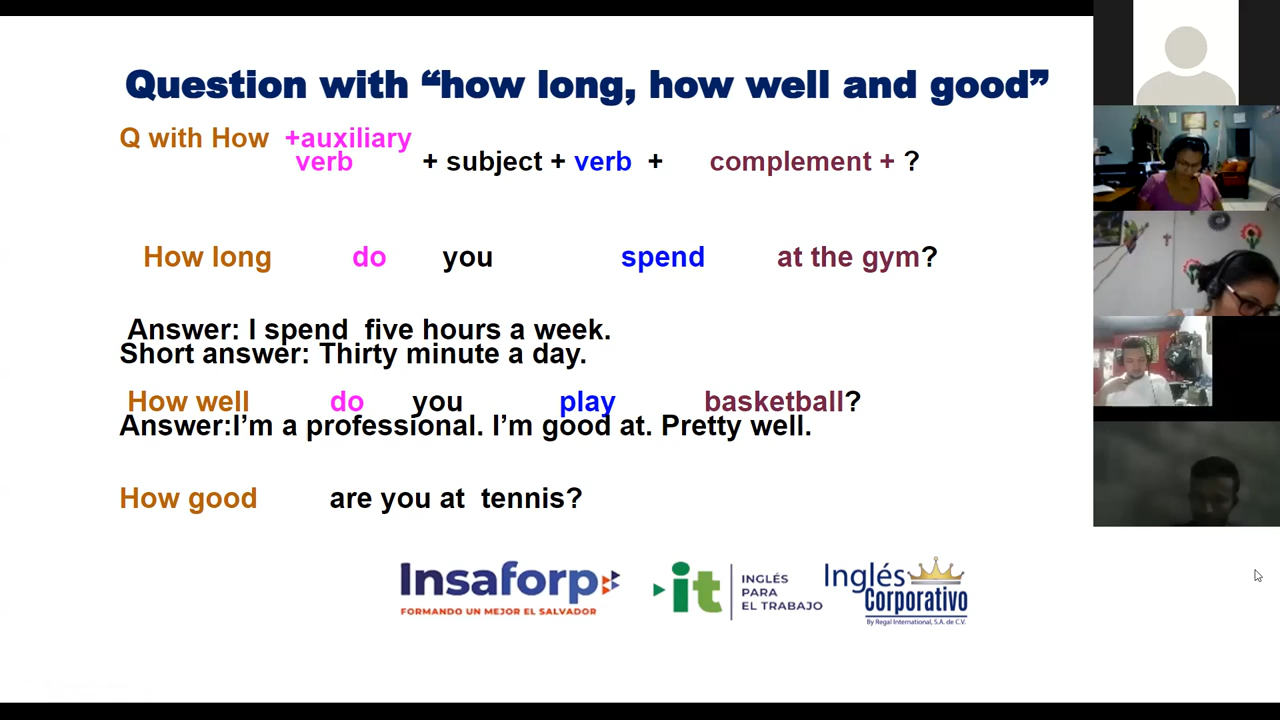 Question with “how long, how well and good”
Q with How +auxiliary verb + subject + verb + complement + ?
How long do you spend at the gym?
Answer: I spend five hours a week.
Short answer: Thirty minute a day.
How well do you play basketball?
Answer:I’m a professional. I’m good at. Pretty well.
How good are you at tennis?
Insaforp
FORMANDO UN MEJOR EL SALVADOR
it
INGLÉS
PARA
EL TRABAJO
Inglés
Corporativo
By Regal International, S.A. de C.V.